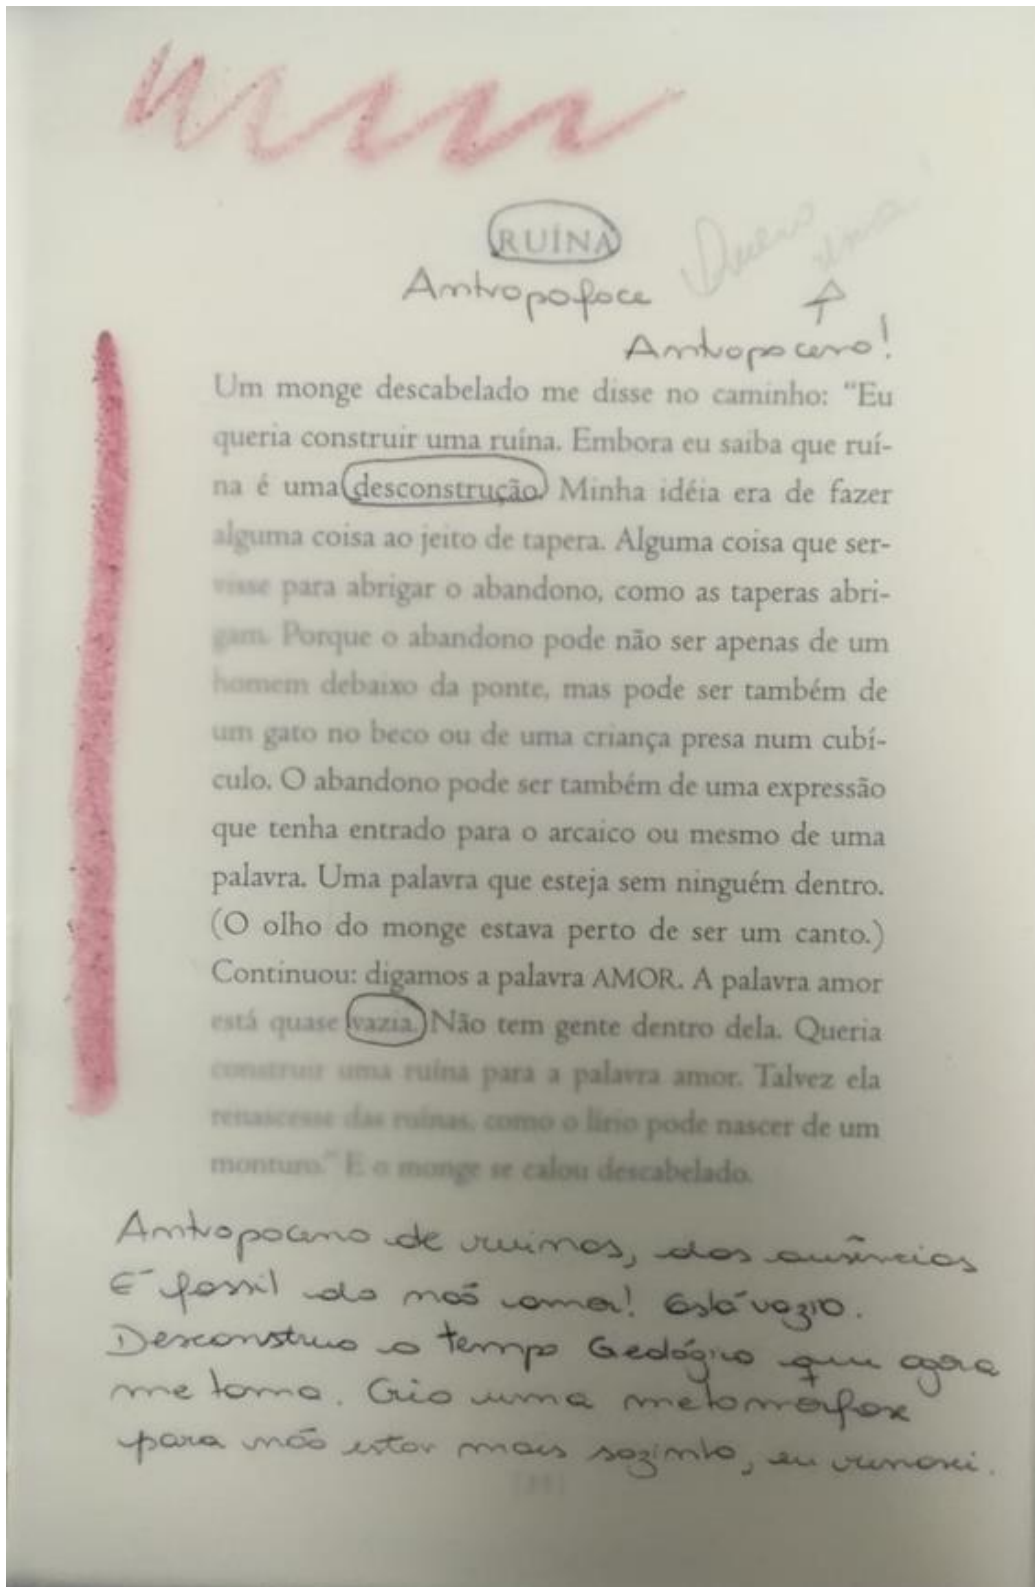 RUÍNA
Quero
uma
Antropoface
Antropoceno!
Um monge descabelado me disse no caminho: “Eu
queria construir uma ruína. Embora eu saiba que ruí-
na é uma desconstrução. Minha idéia era de fazer
alguma coisa ao jeito de tapera. Alguma coisa que ser-
visse para abrigar o abandono, como as taperas abri-
gam. Porque o abandono pode não ser apenas de um
homem debaixo da ponte, mas pode ser também de
um gato no beco ou de uma criança presa num cubí-
culo. O abandono pode ser também de uma expressão
que tenha entrado para o arcaico ou mesmo de uma
palavra. Uma palavra que esteja sem ninguém dentro.
(O olho do monge estava perto de ser um canto.)
Continuou: digamos a palavra AMOR. A palavra amor
está quase vazia. Não tem gente dentro dela. Queria
construir uma ruína para a palavra amor. Talvez ela
renascesse das ruínas, como o lírio pode nascer de um
monturo.” E o monge se calou descabelado.
Antropoceno de ruinas, das ausências
É fossil do não amor! Está vazio.
Desconstruo o tempo Geológico que agora
me toma. Crio uma metamorfose
para não estar mais sozinho, eu